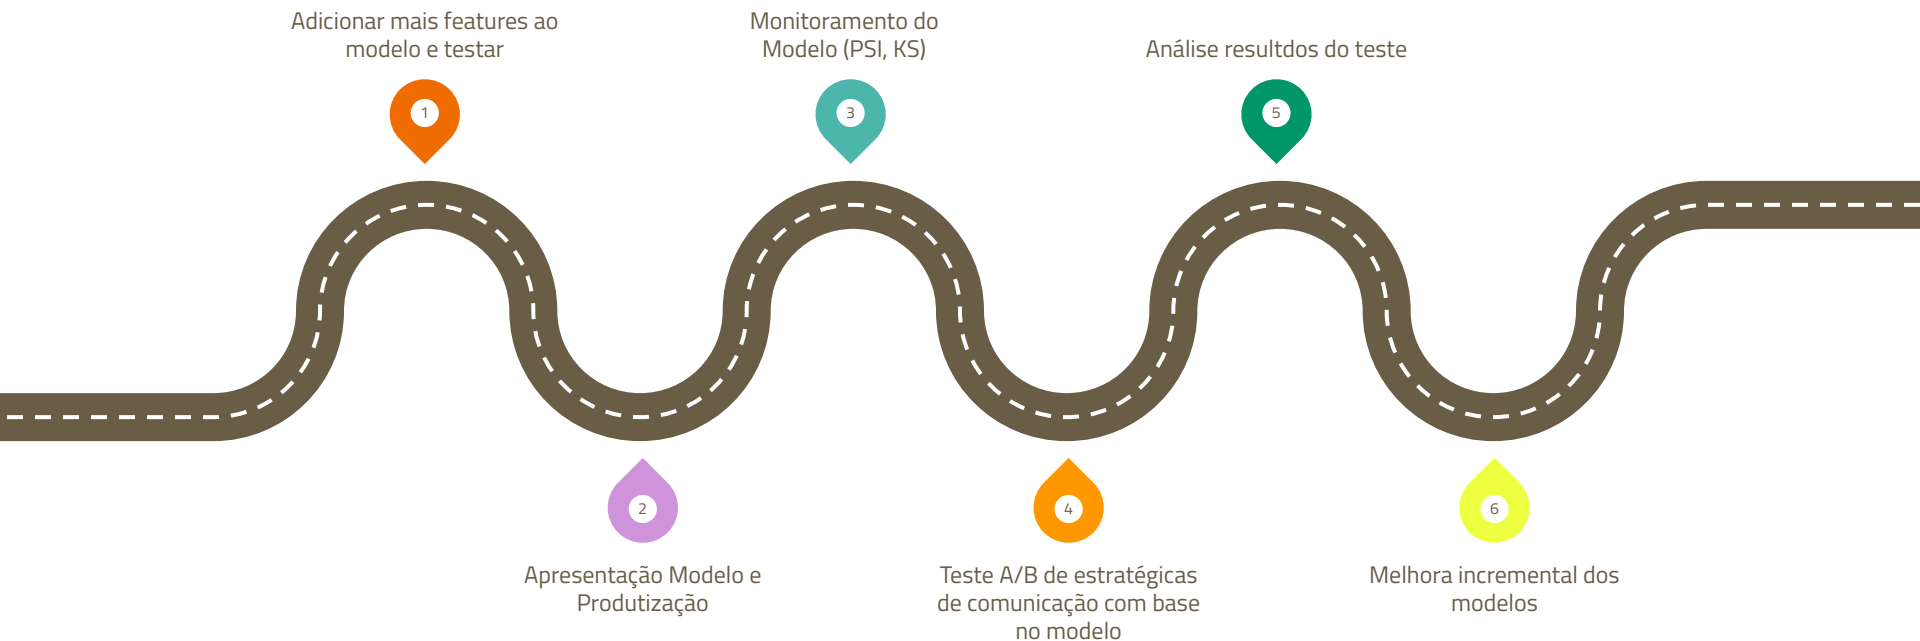 Adicionar mais features ao
modelo e testar
1
Monitoramento do
Modelo (PSI, KS)
3
Análise resultdos do teste
5
2
Apresentação Modelo e
Produtização
4
Teste A/B de estratégicas
de comunicação com base
no modelo
6
Melhora incremental dos
modelos